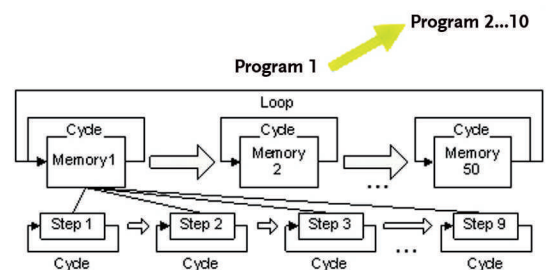 Program 2...10
Program 1
Loop
Cycle Cycle Cycle
Memory1 Memory 2 ... Memory 50
Step 1 Step 2 Step 3 ... Step 9
Cycle Cycle Cycle Cycle